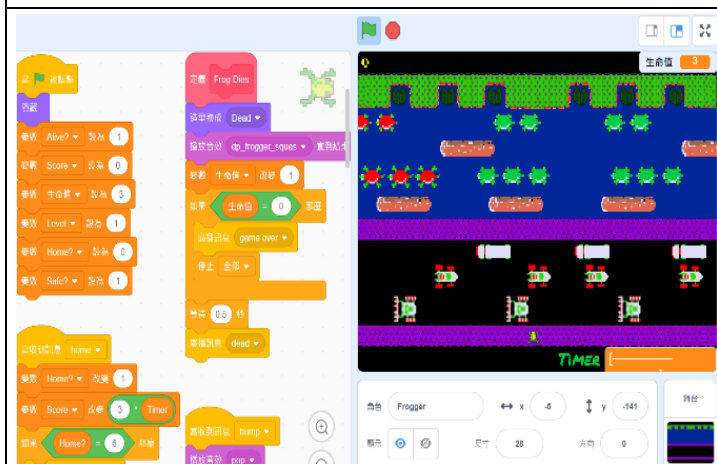 當 被點擊
隱藏
變數 Alive? 設為 1
變數 Score 設為 0
變數 生命值 設為 3
變數 Level 設為 1
變數 Home? 設為 0
變數 Safe? 設為 1
當收到訊息 home
變數 Home? 改變 1
變數 Score 改變 3 * Timer
如果 Home? = 6 那麼
定義 Frog Dies
造型換成 Dead
播放音效 dp_frogger_squas 直到結束
變數 生命值 改變 1
如果 生命值 = 0 那麼
廣播訊息 game over
停止 全部
等待 0.5 秒
廣播訊息 dead
當收到訊息 bump
播放音效 pop
生命值 3
TIMER
角色 Frogger x -6 y -141
顯示 尺寸 28 方向 0
舞台